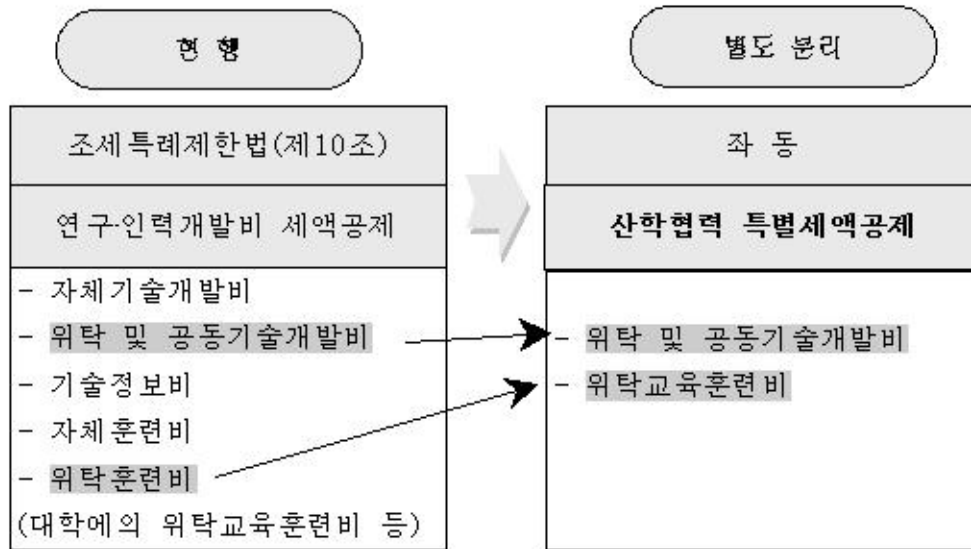 현 행
별도 분리
조세특례제한법(제10조)
좌 동
연구·인력개발비 세액공제
산학협력 특별세액공제
- 자체기술개발비
- 위탁 및 공동기술개발비
- 기술정보비
- 자체훈련비
- 위탁훈련비
(대학에의 위탁교육훈련비 등)
- 위탁 및 공동기술개발비
- 위탁교육훈련비